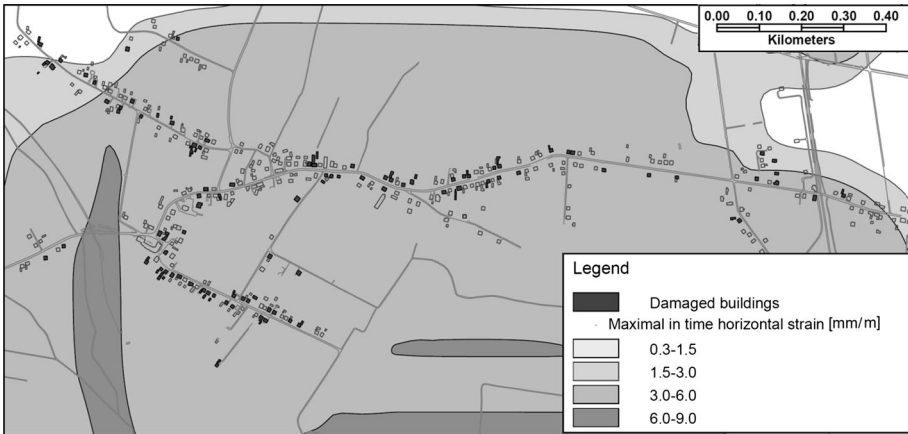 0.00 0.10 0.20 0.30 0.40
Kilometers
Legend
Damaged buildings
Maximal in time horizontal strain [mm/m]
0.3-1.5
1.5-3.0
3.0-6.0
6.0-9.0